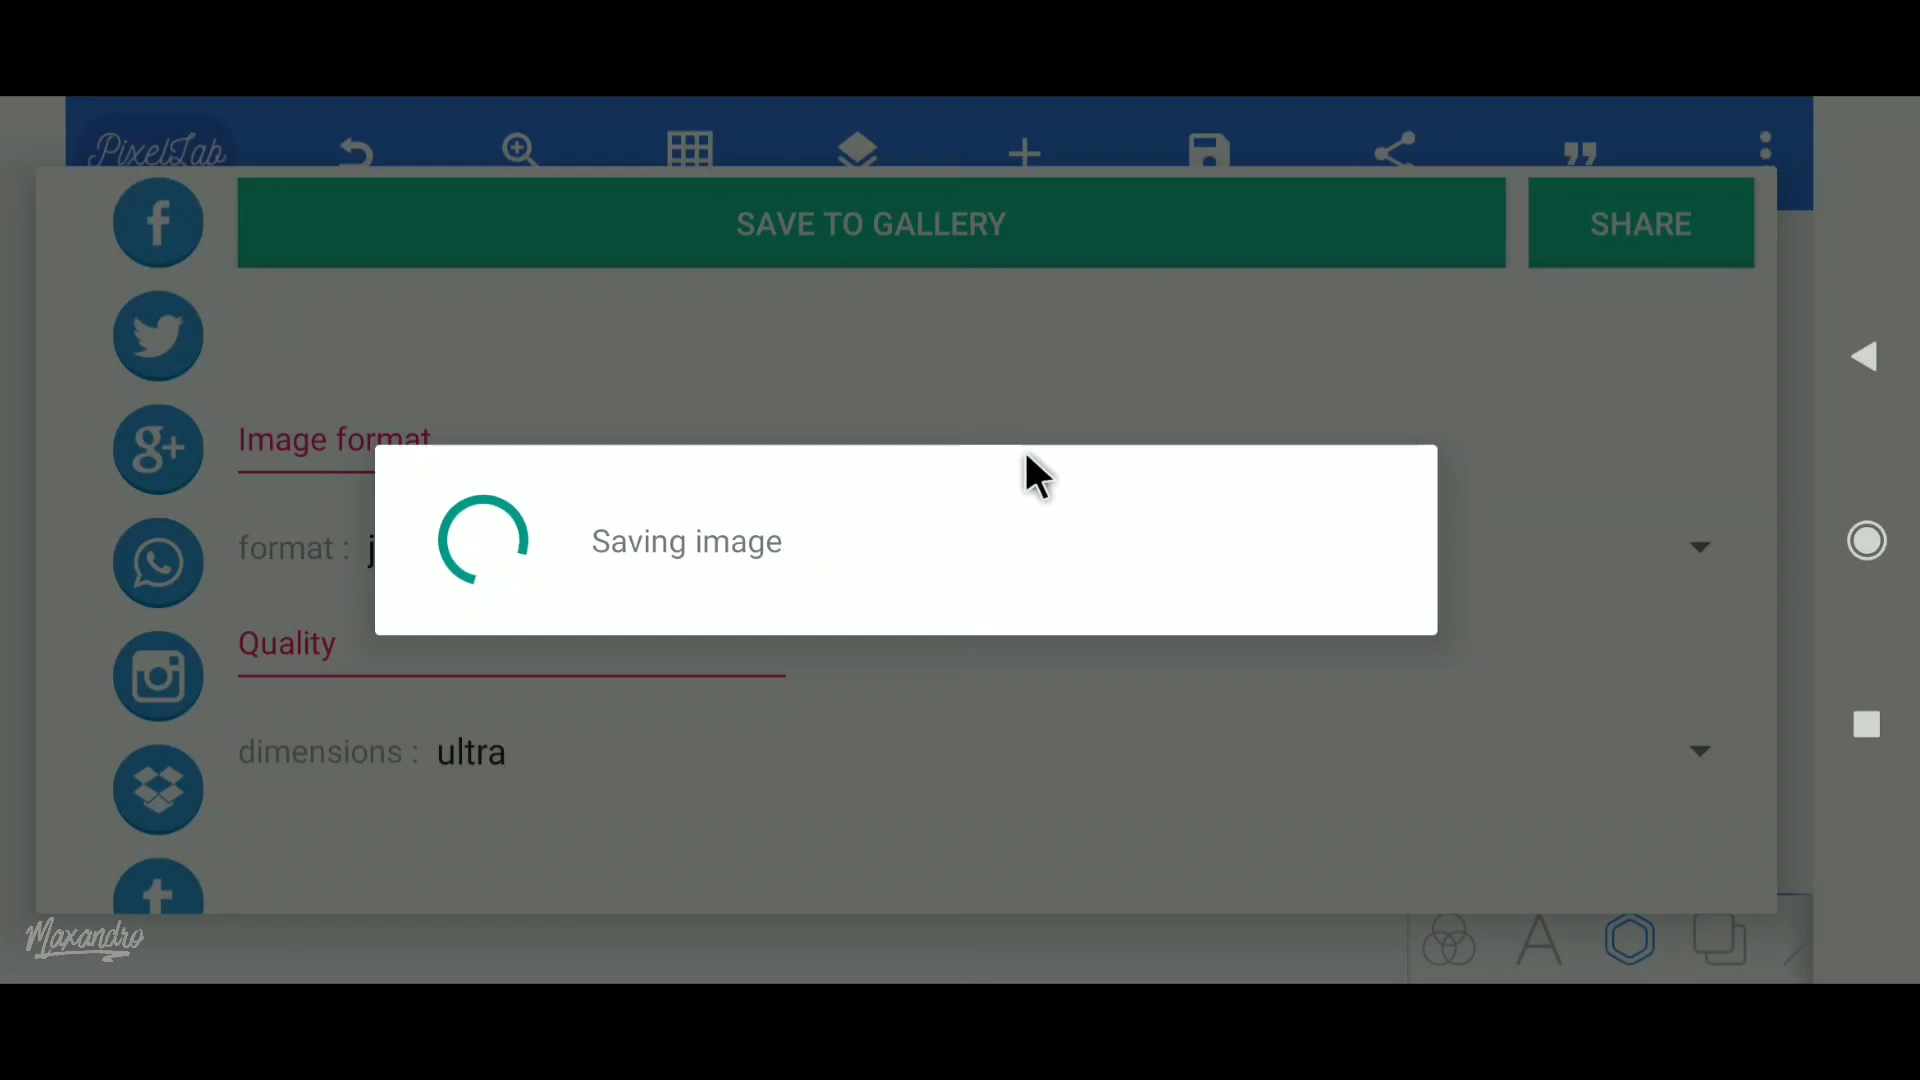 PixelLab
SAVE TO GALLERY
SHARE
Image format
format :
Saving image
Quality
dimensions : ultra
Maxandro